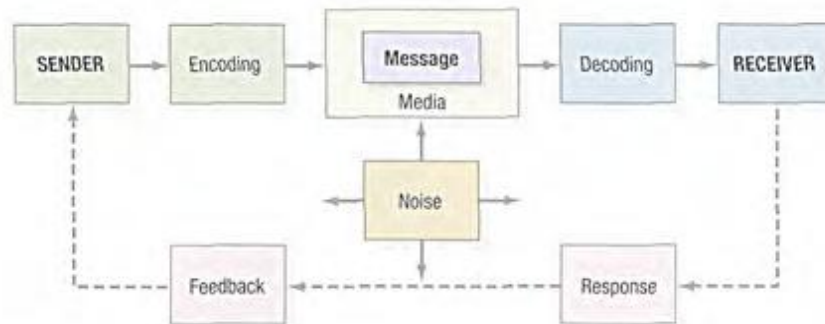 SENDER
Encoding
Message
Media
Decoding
RECEIVER
Noise
Feedback
Response